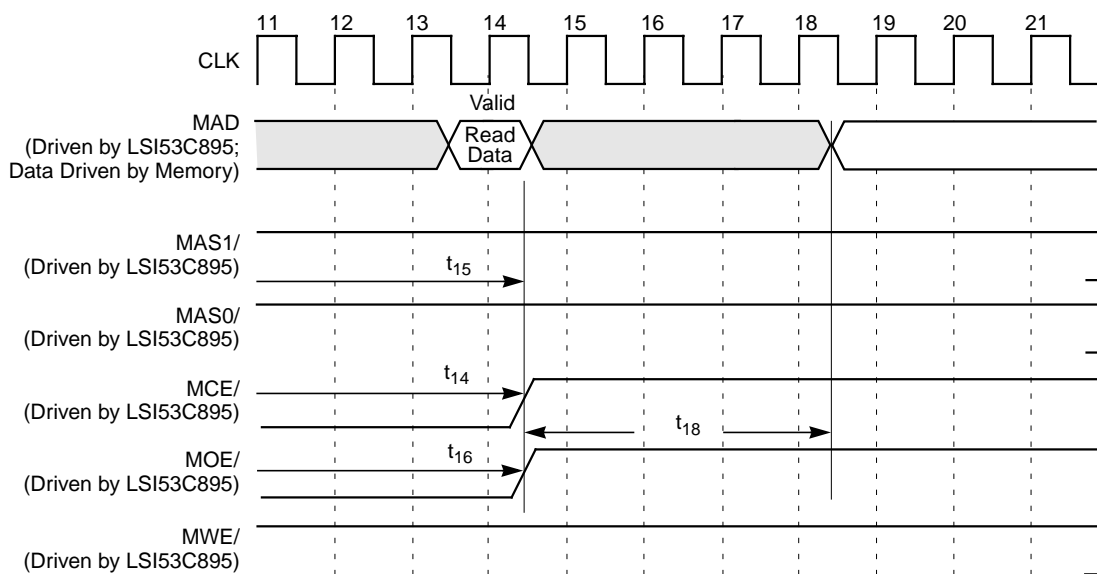 11 12 13 14 15 16 17 18 19 20 21
CLK
Valid
MAD
(Driven by LSI53C895;
Data Driven by Memory)
Read
Data
MAS1/
(Driven by LSI53C895)
t15
MAS0/
(Driven by LSI53C895)
MCE/
(Driven by LSI53C895)
t14
t18
MOE/
(Driven by LSI53C895)
t16
MWE/
(Driven by LSI53C895)